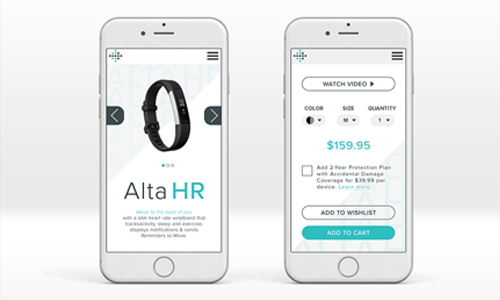 Alta HR
Move to the beat of you
with a slim heart rate wristband that
tracksactivity, sleep and exercise,
displays notifications & sends
Reminders to Move.
WATCH VIDEO
COLOR SIZE QUANTITY
M 1
$159.95
Add 2-Year Protection Plan
with Accidental Damage
Coverage for $39.99 per
device. Learn more.
ADD TO WISHLIST
ADD TO CART